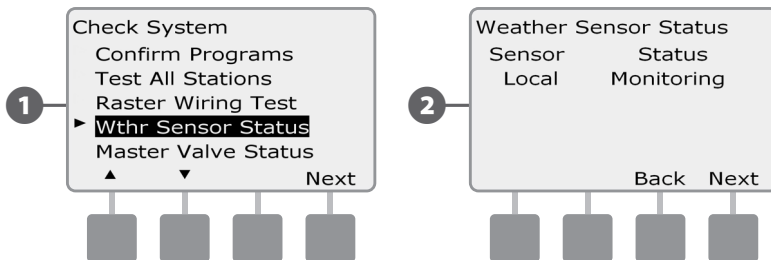 1
Check System
Confirm Programs
Test All Stations
Raster Wiring Test
► Wthr Sensor Status
Master Valve Status
▲ ▼ Next
2
Weather Sensor Status
Sensor Status
Local Monitoring
Back Next